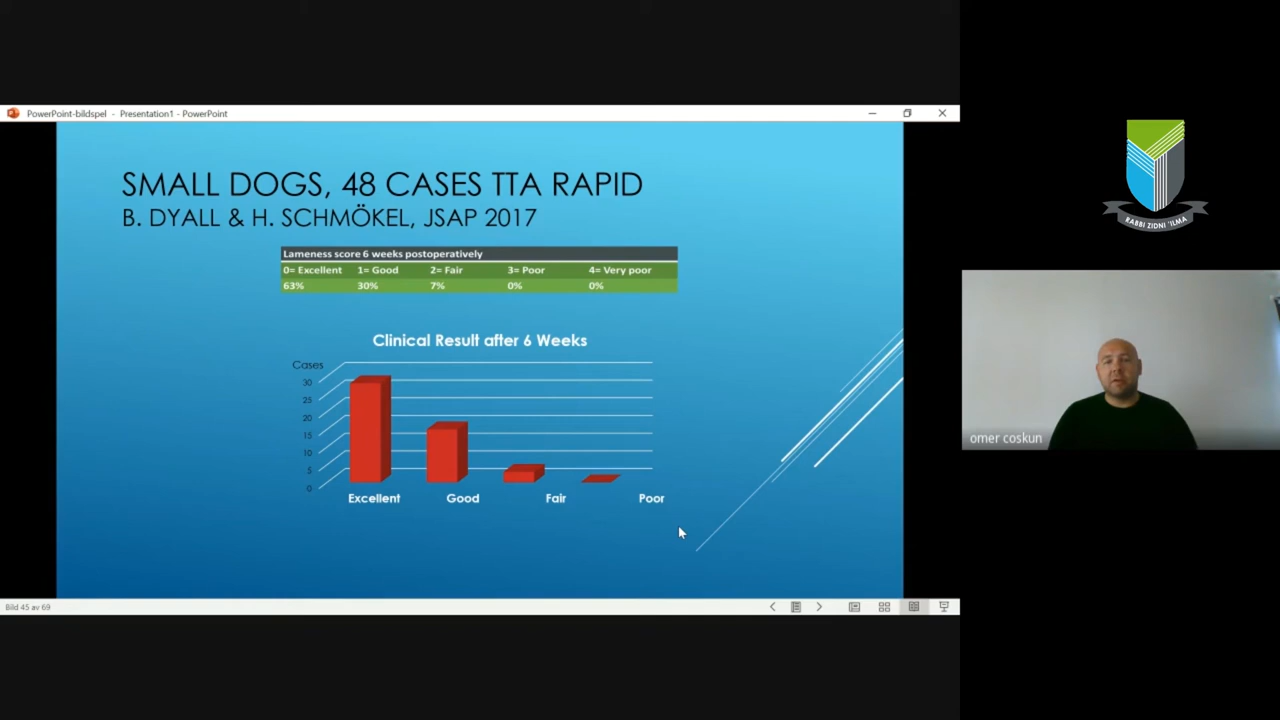 PowerPoint-bildspel - Presentation1 - PowerPoint
SMALL DOGS, 48 CASES TTA RAPID
B. DYALL & H. SCHMÖKEL, JSAP 2017
Lameness score 6 weeks postoperatively
0= Excellent 1= Good 2= Fair 3= Poor 4= Very poor
63% 30% 7% 0% 0%
Clinical Result after 6 Weeks
Cases
30
25
20
15
10
5
0
Excellent Good Fair Poor
Bild 45 av 69
RABBI ZIDNI 'ILMA
omer coskun